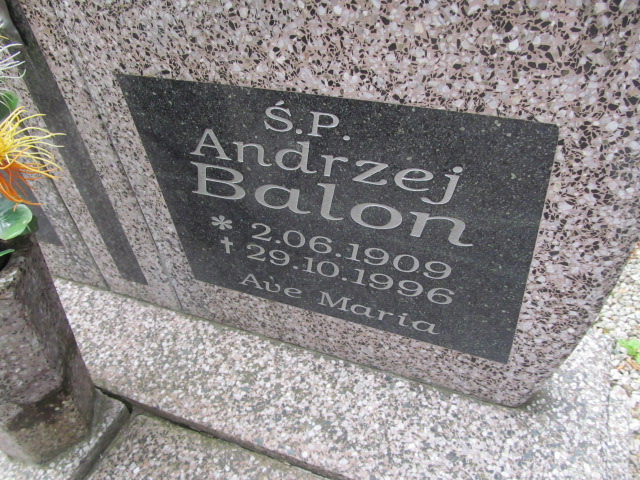 Ś.P.
Andrzej
Balon
* 2.06.1909
† 29.10.1996
Ave Maria